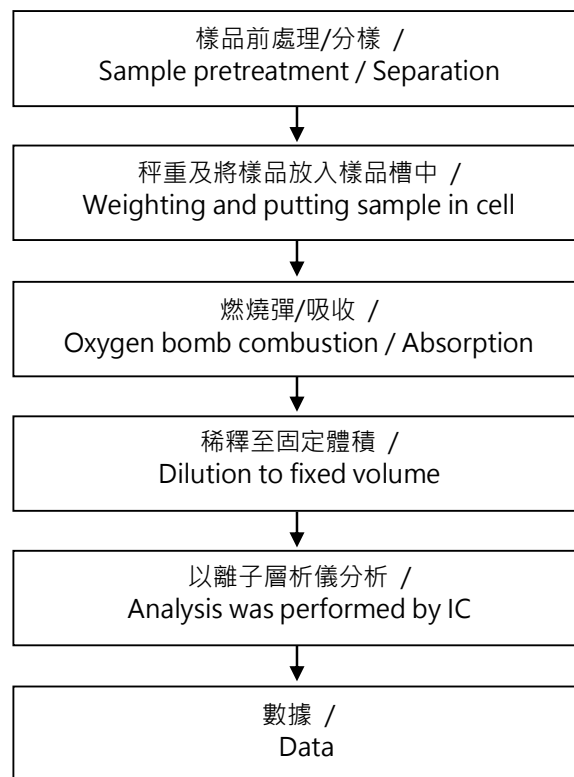 樣品前處理/分樣 /
Sample pretreatment / Separation
秤重及將樣品放入樣品槽中 /
Weighting and putting sample in cell
燃燒彈/吸收 /
Oxygen bomb combustion / Absorption
稀釋至固定體積 /
Dilution to fixed volume
以離子層析儀分析 /
Analysis was performed by IC
數據 /
Data